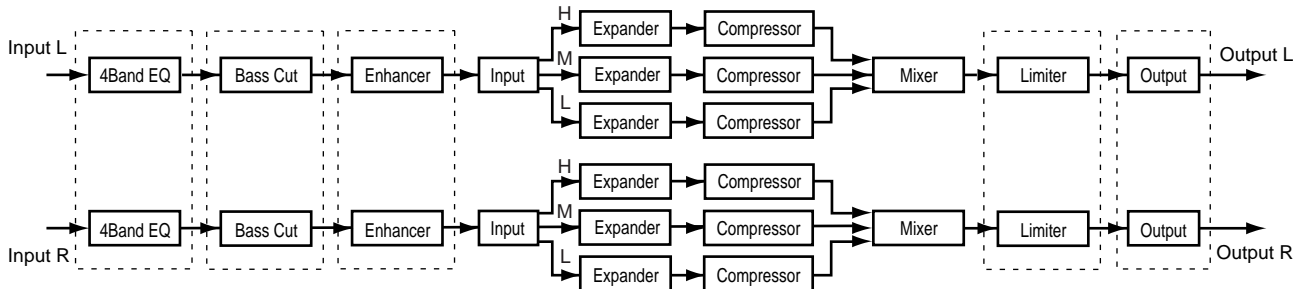 Input L
4Band EQ
Bass Cut
Enhancer
Input
H
Expander
Compressor
M
Expander
Compressor
L
Expander
Compressor
Mixer
Limiter
Output
Output L
Input R
4Band EQ
Bass Cut
Enhancer
Input
H
Expander
Compressor
M
Expander
Compressor
L
Expander
Compressor
Mixer
Limiter
Output
Output R